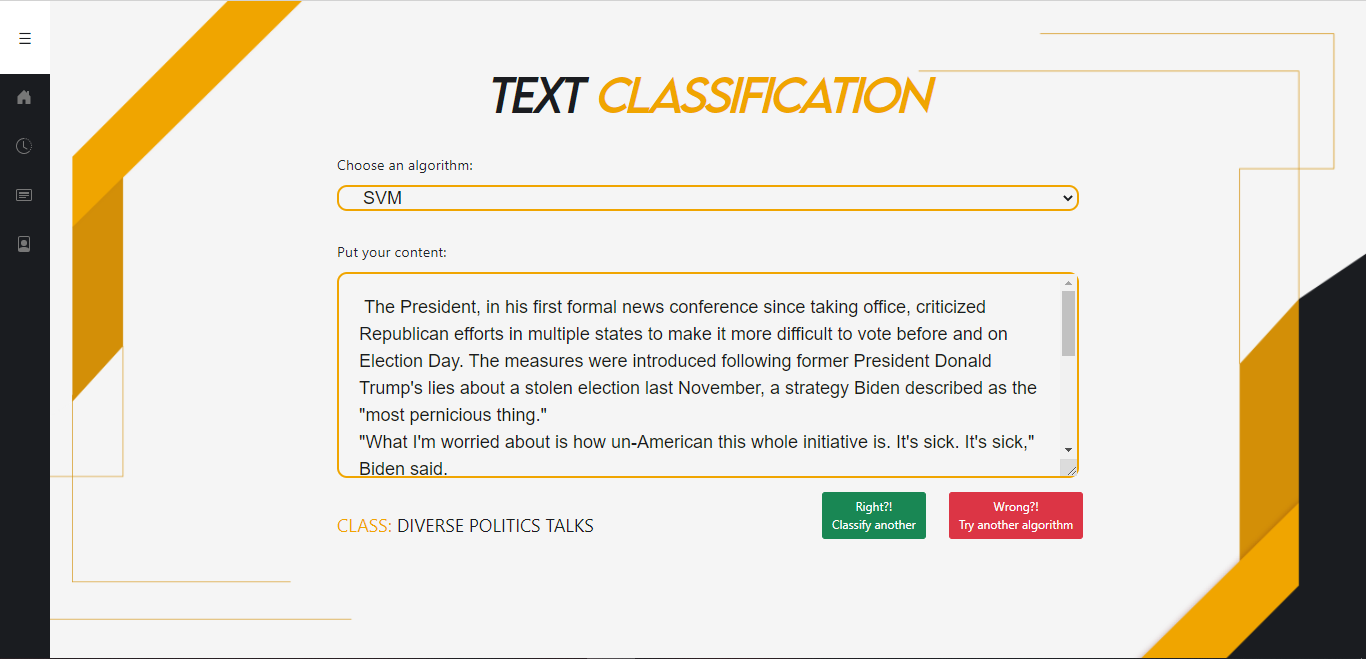 TEXT CLASSIFICATION
Choose an algorithm:
SVM
Put your content:
The President, in his first formal news conference since taking office, criticized
Republican efforts in multiple states to make it more difficult to vote before and on
Election Day. The measures were introduced following former President Donald
Trump's lies about a stolen election last November, a strategy Biden described as the
"most pernicious thing."
"What I'm worried about is how un-American this whole initiative is. It's sick. It's sick,"
Biden said.
CLASS: DIVERSE POLITICS TALKS
Right?!
Classify another
Wrong?!
Try another algorithm